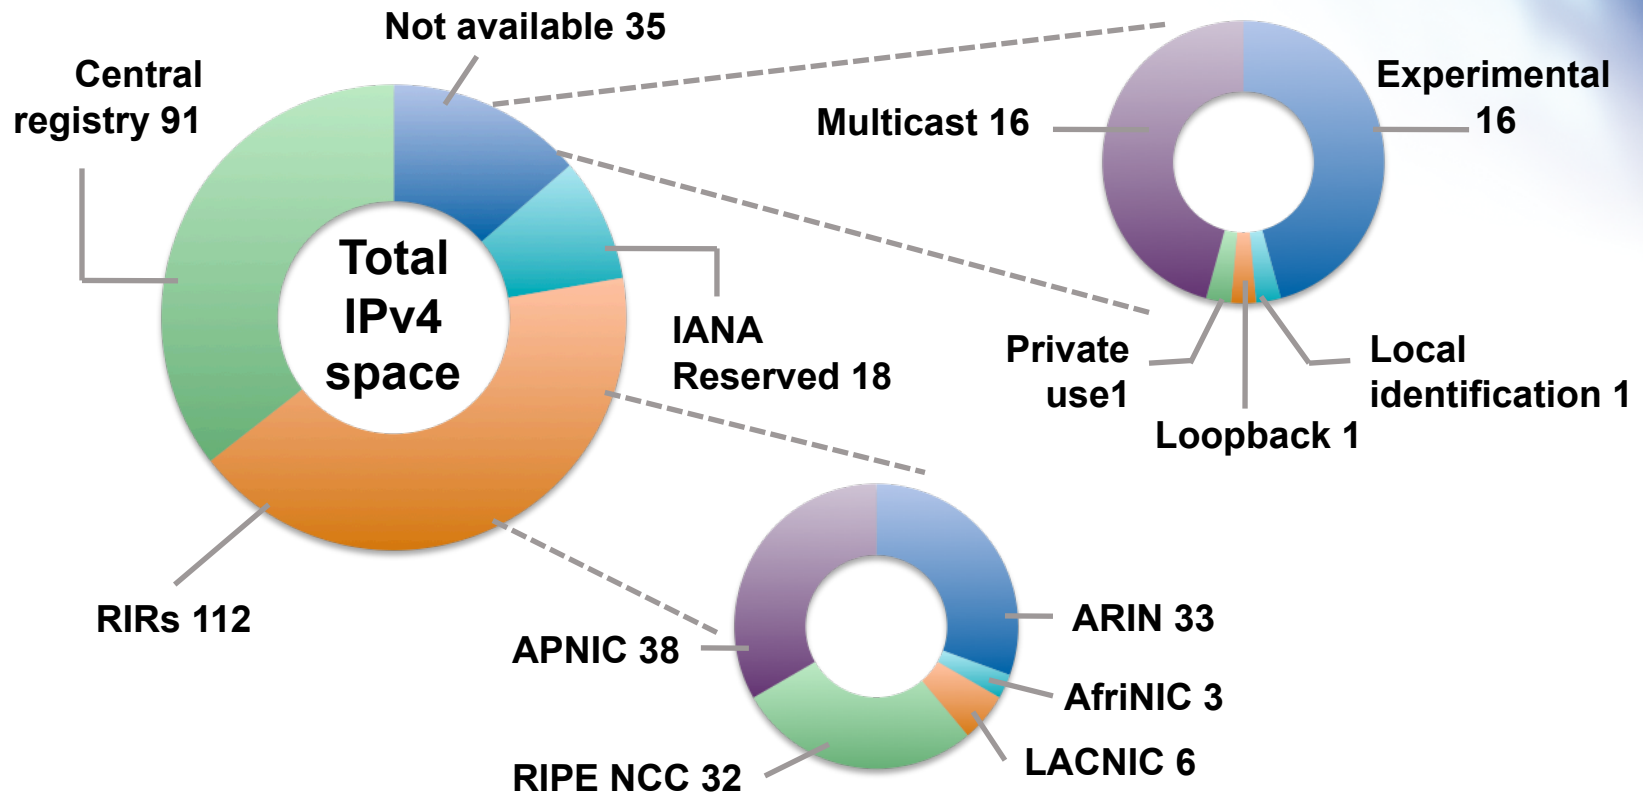 Not available 35
Central
registry 91
Total
IPv4
space
IANA
Reserved 18
RIRs 112
Multicast 16
Experimental
16
Private
use1
Loopback 1
Local
identification 1
APNIC 38
ARIN 33
AfriNIC 3
LACNIC 6
RIPE NCC 32